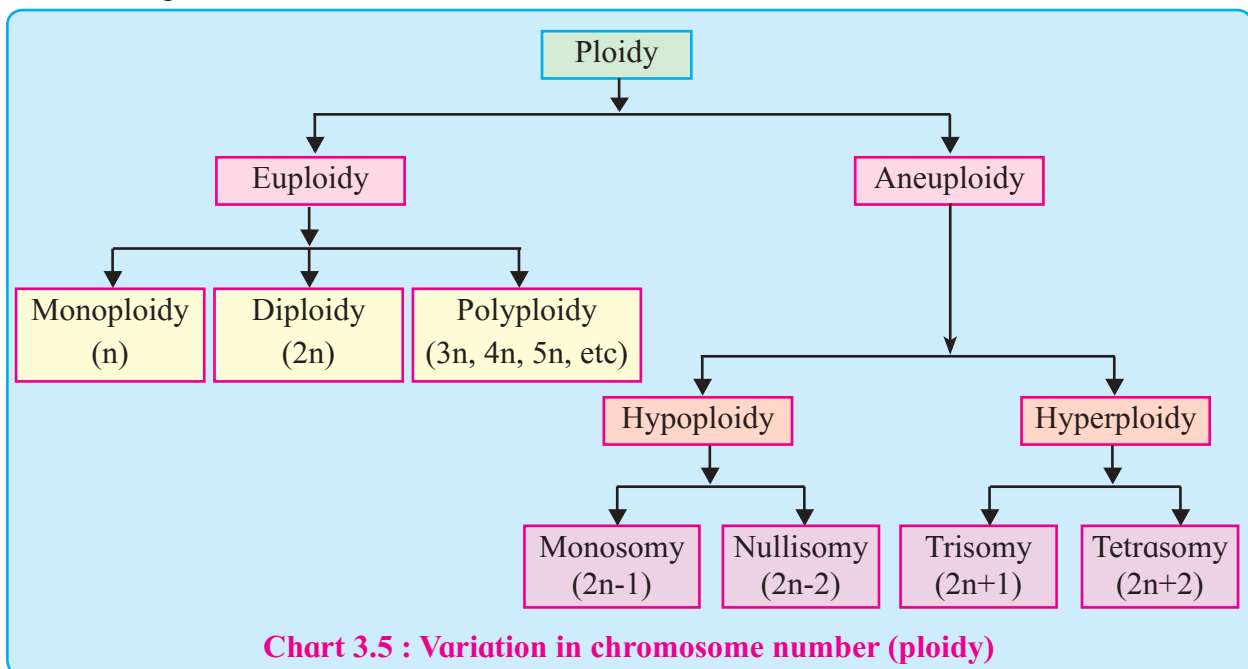 Ploidy
Euploidy
Aneuploidy
Monoploidy
(n)
Diploidy
(2n)
Polyploidy
(3n, 4n, 5n, etc)
Hypoploidy
Hyperploidy
Monosomy
(2n-1)
Nullisomy
(2n-2)
Trisomy
(2n+1)
Tetrasomy
(2n+2)
Chart 3.5 : Variation in chromosome number (ploidy)